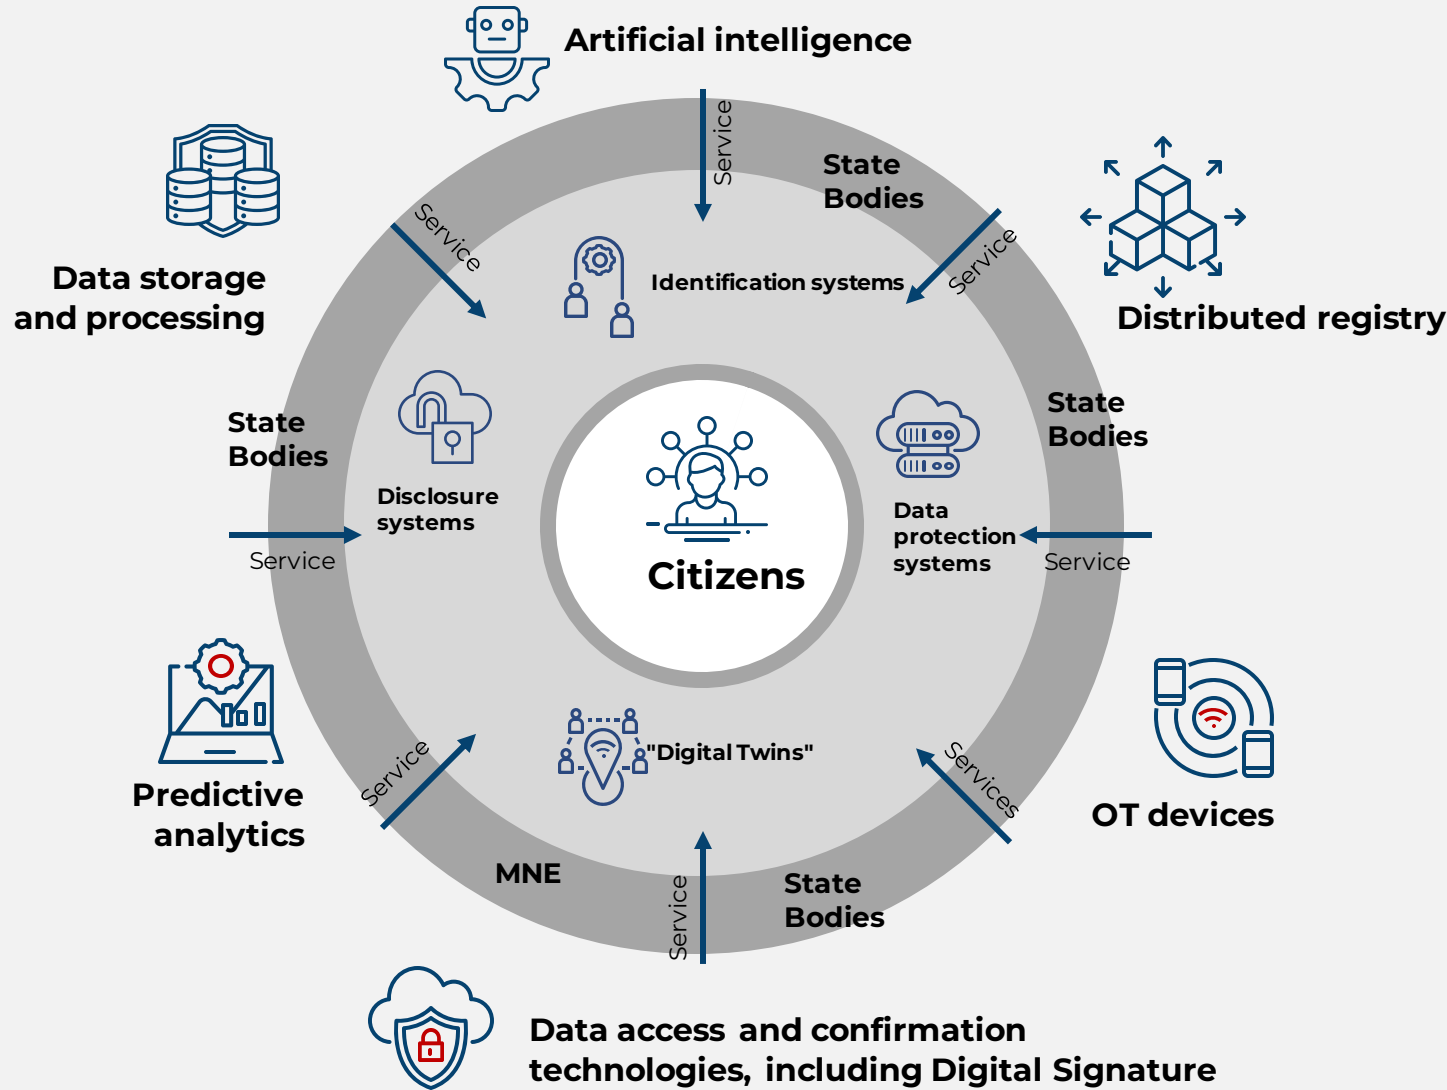 Artificial intelligence
Service
State
Bodies
Service
Service
Data storage
and processing
Identification systems
Distributed registry
State
Bodies
State
Bodies
Disclosure
systems
Data
protection
systems
Service
Service
Citizens
Predictive
analytics
Service
"Digital Twins"
Services
OT devices
MNE
Service
State
Bodies
Data access and confirmation
technologies, including Digital Signature